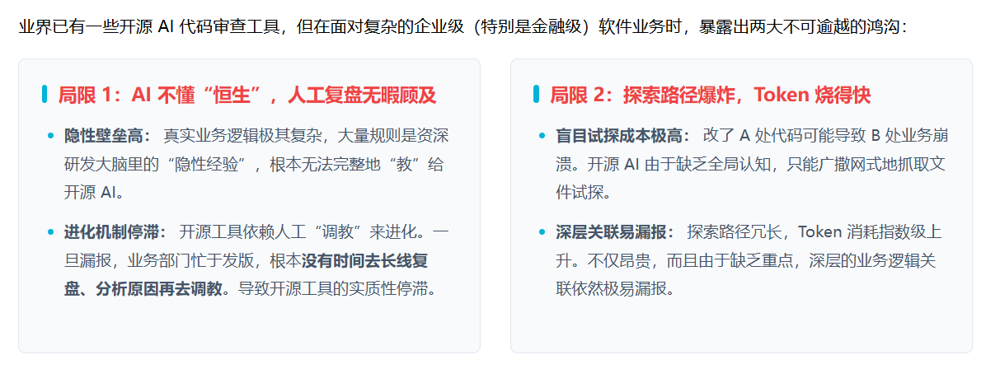 业界已有一些开源 AI 代码审查工具，但在面对复杂的企业级（特别是金融级）软件业务时，暴露出两大不可逾越的鸿沟：
局限 1：AI 不懂“恒生”，人工复盘无暇顾及
隐性壁垒高： 真实业务逻辑极其复杂，大量规则是资深
研发大脑里的“隐性经验”，根本无法完整地“教”给
开源 AI。
进化机制停滞： 开源工具依赖人工“调教”来进化。一
旦漏报，业务部门忙于发版，根本没有时间去长线复
盘、分析原因再去调教。导致开源工具的实质性停滞。
局限 2：探索路径爆炸，Token 烧得快
盲目试探成本极高： 改了 A 处代码可能导致 B 处业务崩
溃。开源 AI 由于缺乏全局认知，只能广撒网式地抓取文
件试探。
深层关联易漏报： 探索路径冗长，Token 消耗指数级上
升。不仅昂贵，而且由于缺乏重点，深层的业务逻辑关
联依然极易漏报。